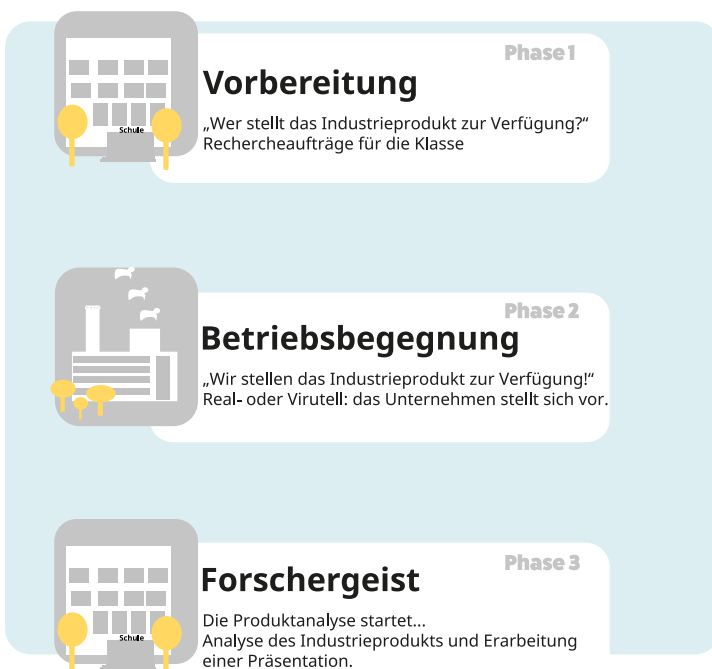 Phase 1
Vorbereitung
„Wer stellt das Industrieprodukt zur Verfügung?“
Rechercheaufträge für die Klasse
Schule
Phase 2
Betriebsbegegnung
„Wir stellen das Industrieprodukt zur Verfügung!“
Real- oder Virutell: das Unternehmen stellt sich vor.
Phase 3
Forschergeist
Die Produktanalyse startet...
Analyse des Industrieprodukts und Erarbeitung
einer Präsentation.
Schule